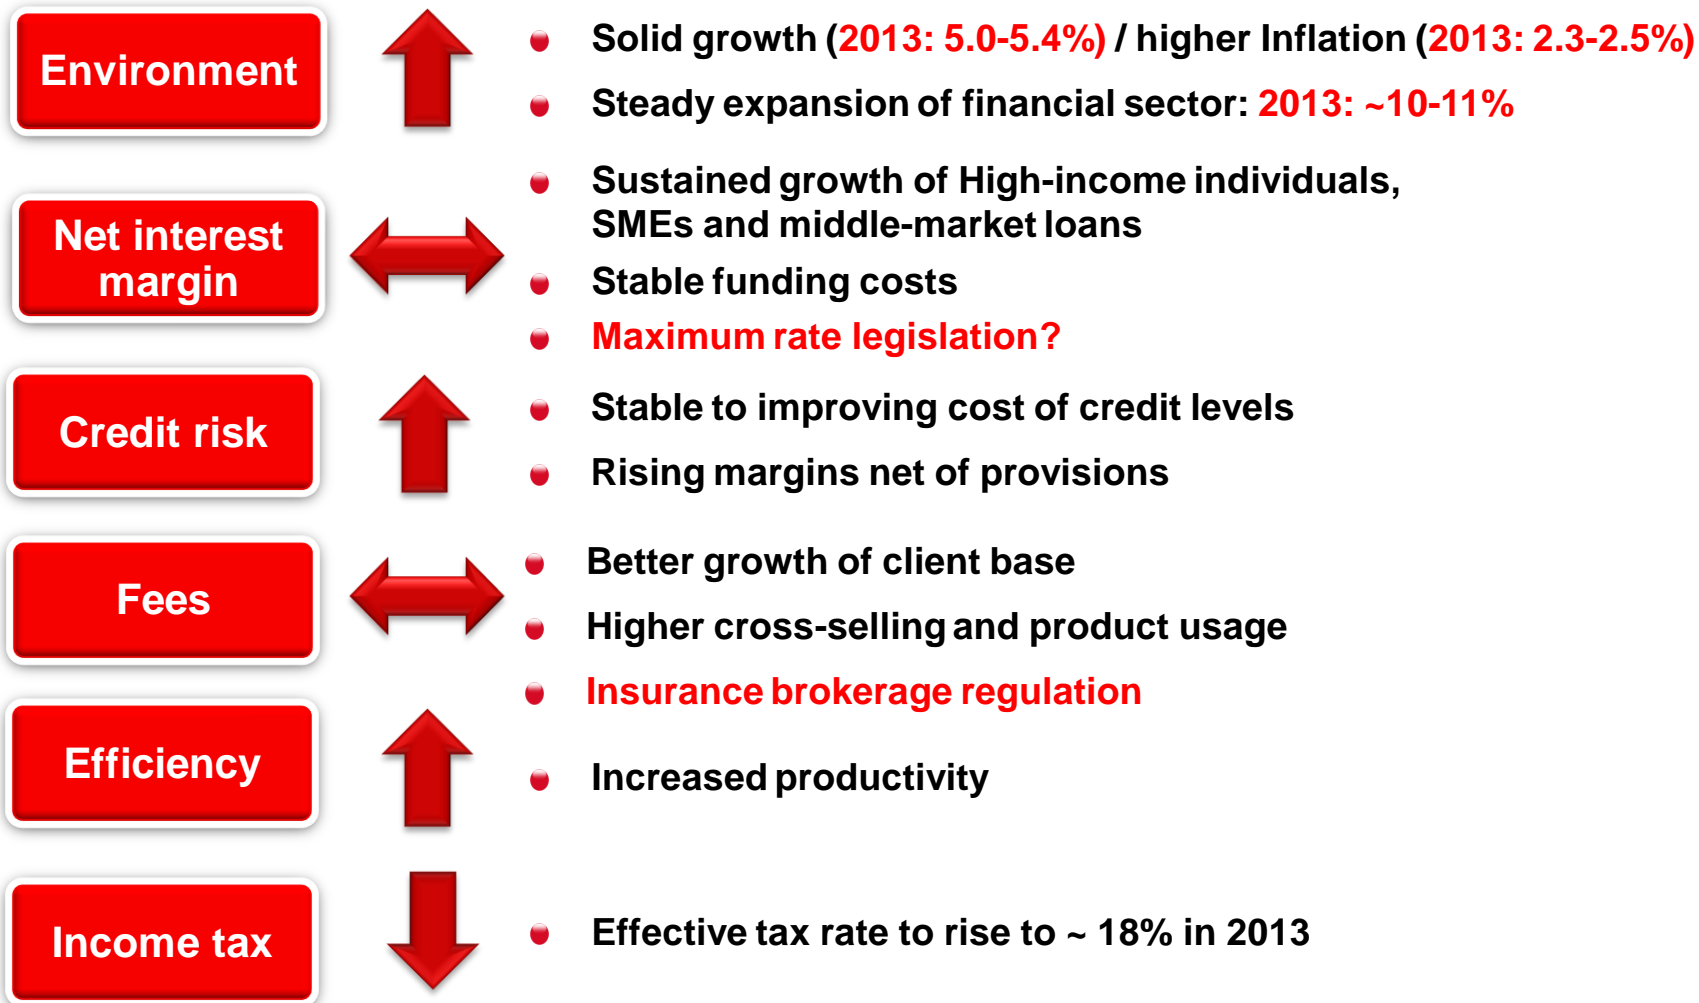 Environment
Solid growth (2013: 5.0-5.4%) / higher Inflation (2013: 2.3-2.5%)
Steady expansion of financial sector: 2013: ~10-11%
Net interest
margin
Sustained growth of High-income individuals,
SMEs and middle-market loans
Stable funding costs
Maximum rate legislation?
Credit risk
Stable to improving cost of credit levels
Rising margins net of provisions
Fees
Better growth of client base
Higher cross-selling and product usage
Insurance brokerage regulation
Efficiency
Increased productivity
Income tax
Effective tax rate to rise to ~ 18% in 2013